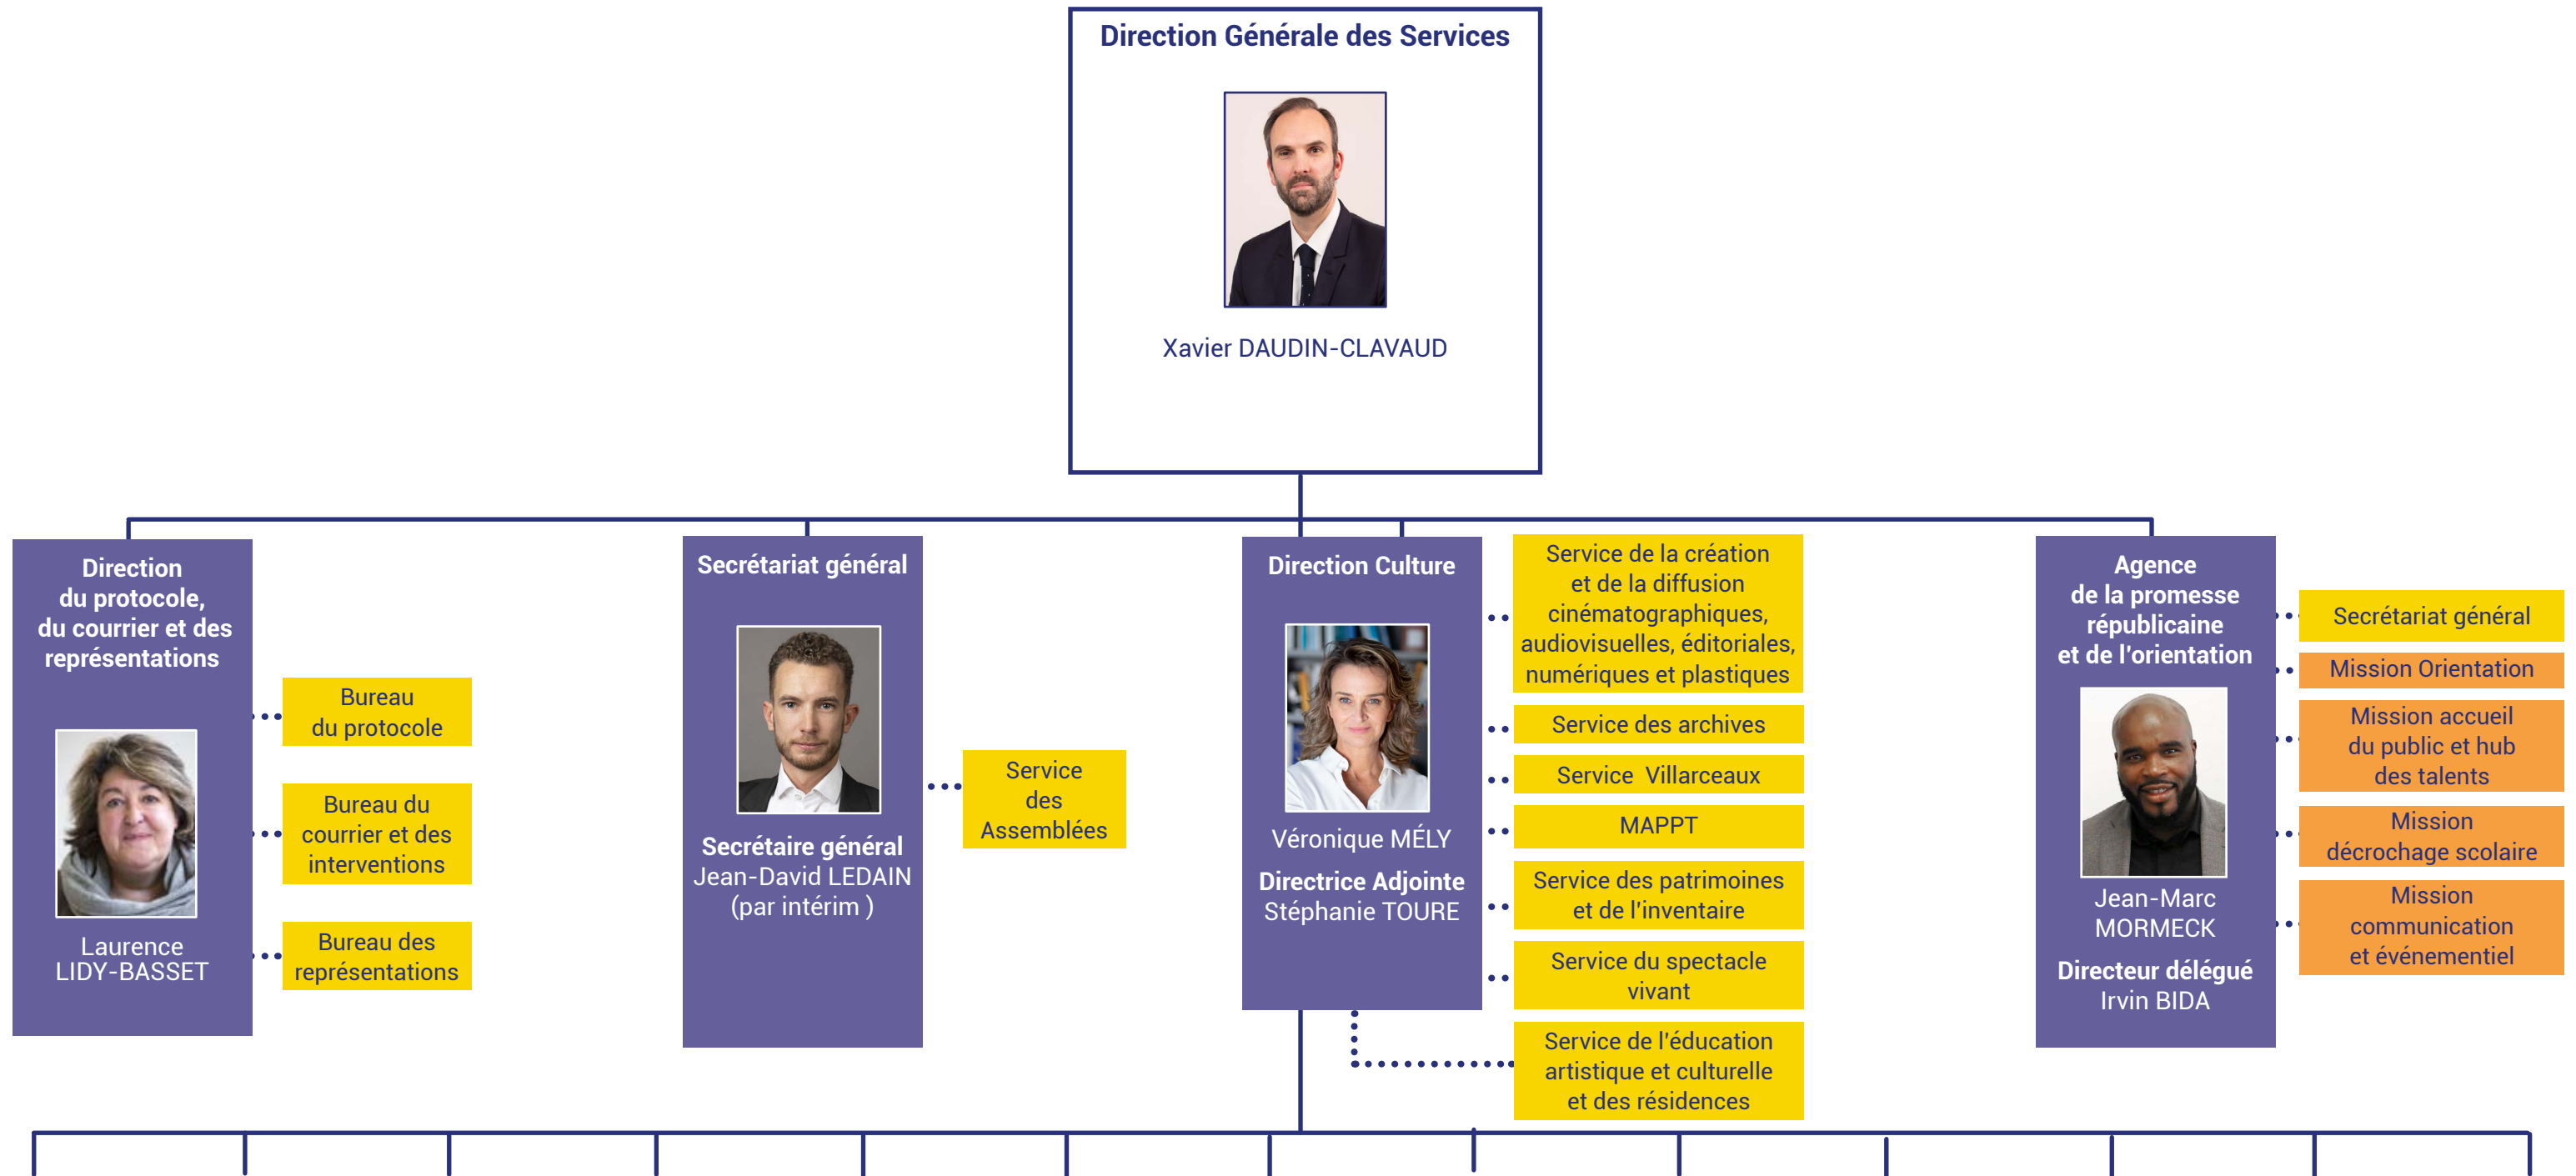 Direction Générale des Services
Xavier DAUDIN-CLAVAUD
Direction
du protocole,
du courrier et des
représentations
Laurence
LIDY-BASSET
Bureau
du protocole
Bureau du
courrier et des
interventions
Bureau des
représentations
Secrétariat général
Secrétaire général
Jean-David LEDAIN
(par intérim )
Service
des
Assemblées
Direction Culture
Véronique MÉLY
Directrice Adjointe
Stéphanie TOURE
Service de la création
et de la diffusion
cinématographiques,
audiovisuelles, éditoriales,
numériques et plastiques
Service des archives
Service  Villarceaux
MAPPT
Service des patrimoines
et de l'inventaire
Service du spectacle
vivant
Service de l'éducation
artistique et culturelle
et des résidences
Agence
de la promesse
républicaine
et de l'orientation
Jean-Marc
MORMECK
Directeur délégué
Irvin BIDA
Secrétariat général
Mission Orientation
Mission accueil
du public et hub
des talents
Mission
décrochage scolaire
Mission
communication
et événementiel